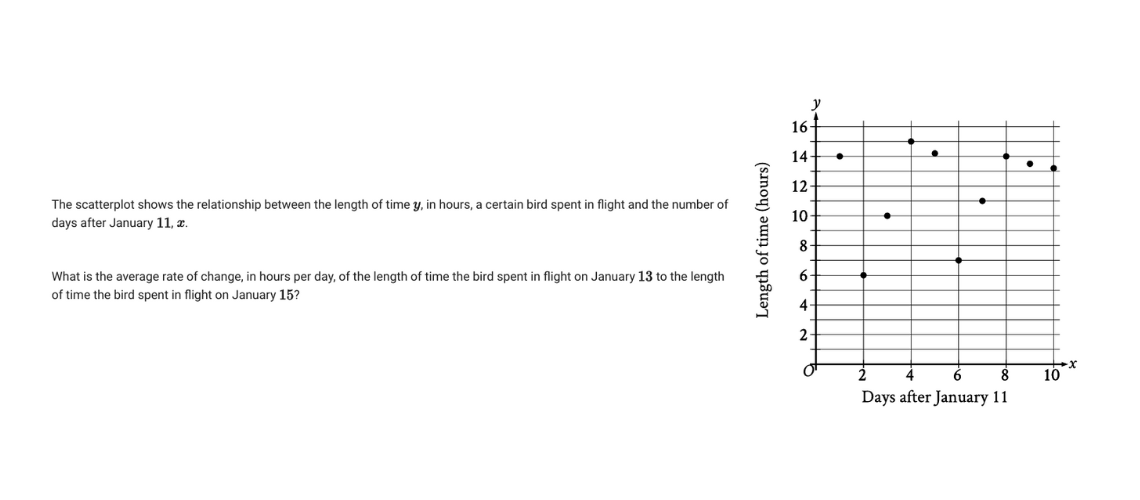 The scatterplot shows the relationship between the length of time y, in hours, a certain bird spent in flight and the number of
days after January 11, x.
What is the average rate of change, in hours per day, of the length of time the bird spent in flight on January 13 to the length
of time the bird spent in flight on January 15?
y
16
14
12
10
8
6
4
2
O
2 4 6 8 10
x
Length of time (hours)
Days after January 11